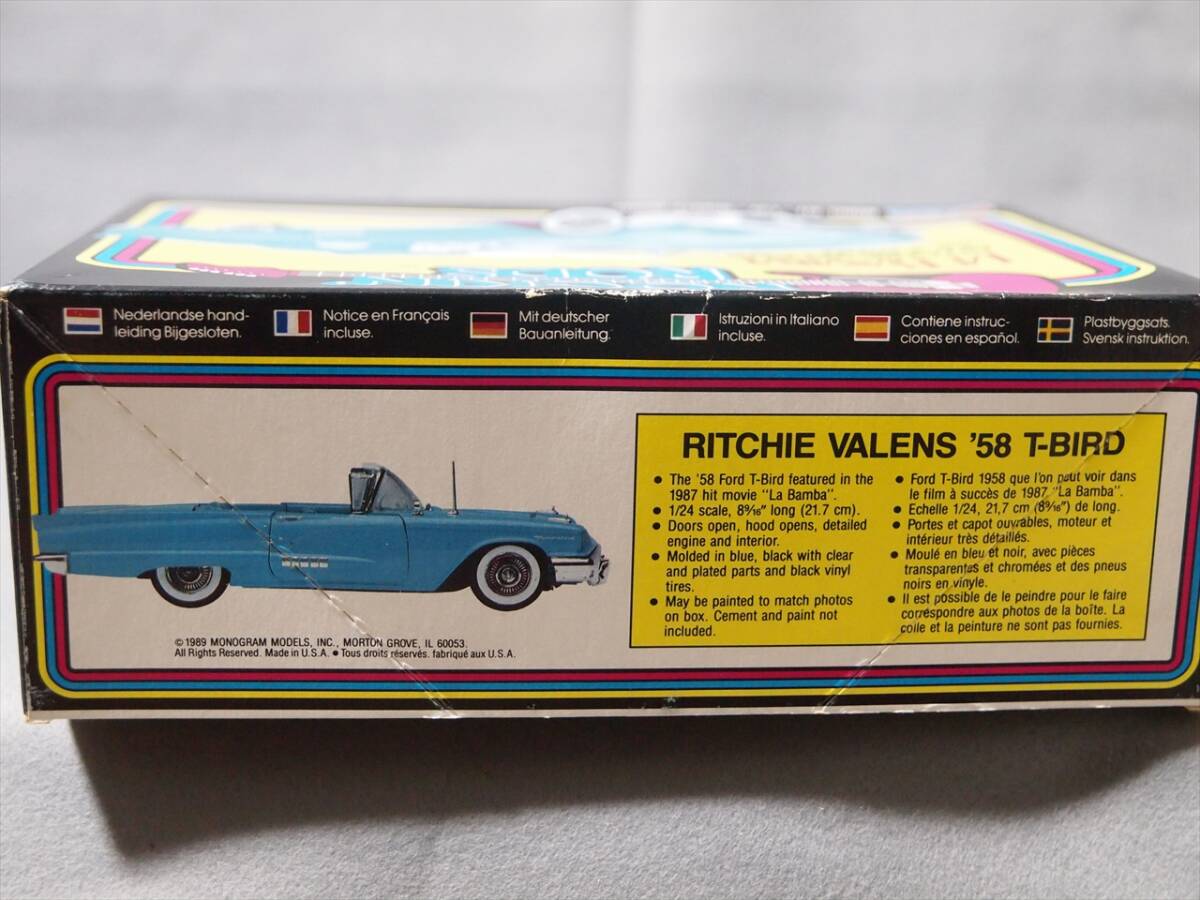 Nederlandse hand-
leiding Bijgesloten.
Notice en Français
incluse.
Mit deutscher
Bauanleitung.
Istruzioni in Italiano
incluse.
Contiene instruc-
ciones en español.
Plastbyggsats.
Svensk instruktion.
RITCHIE VALENS '58 T-BIRD
• The '58 Ford T-Bird featured in the
1987 hit movie "La Bamba".
• 1/24 scale, 8 9/16" long (21.7 cm).
• Doors open, hood opens, detailed
engine and interior.
• Molded in blue, black with clear
and plated parts and black vinyl
tires.
• May be painted to match photos
on box. Cement and paint not
included.
• Ford T-Bird 1958 que l'on peut voir dans
le film à succès de 1987 "La Bamba".
• Echelle 1/24, 21,7 cm (8 9/16") de long.
• Portes et capot ouvrables, moteur et
intérieur très détaillés.
• Moulé en bleu et noir, avec pièces
transparentes et chromées et des pneus
noirs en vinyle.
• Il est possible de le peindre pour le faire
correspondre aux photos de la boîte. La
colle et la peinture ne sont pas fournies.
© 1989 MONOGRAM MODELS, INC., MORTON GROVE, IL 60053.
All Rights Reserved. Made in U.S.A. • Tous droits réservés. fabriqué aux U.S.A.